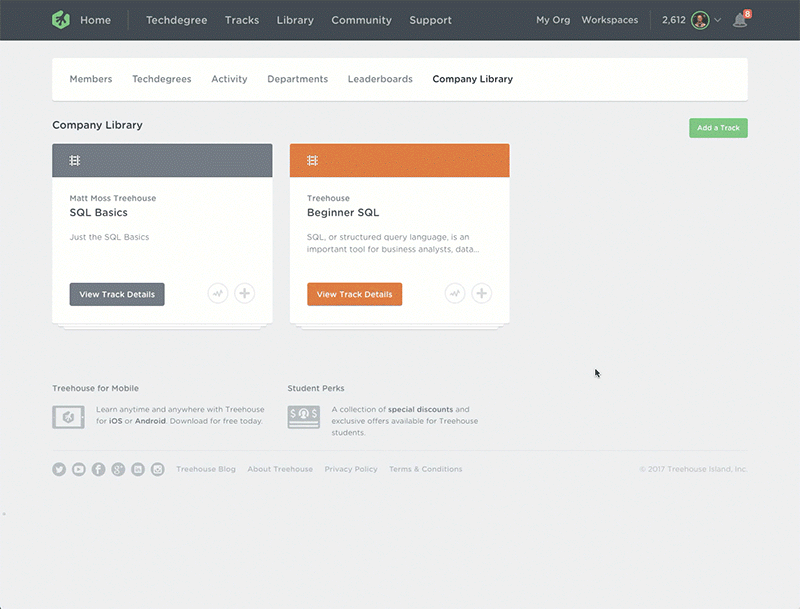 Home Techdegree Tracks Library Community Support My Org Workspaces 2,612 8
Members Techdegrees Activity Departments Leaderboards Company Library
Company Library Add a Track
Matt Moss Treehouse
SQL Basics
Just the SQL Basics
View Track Details
Treehouse
Beginner SQL
SQL, or structured query language, is an
important tool for business analysts, data...
View Track Details
Treehouse for Mobile
Learn anytime and anywhere with Treehouse
for iOS or Android. Download for free today.
Student Perks
A collection of special discounts and
exclusive offers available for Treehouse
students.
Treehouse Blog About Treehouse Privacy Policy Terms & Conditions © 2017 Treehouse Island, Inc.